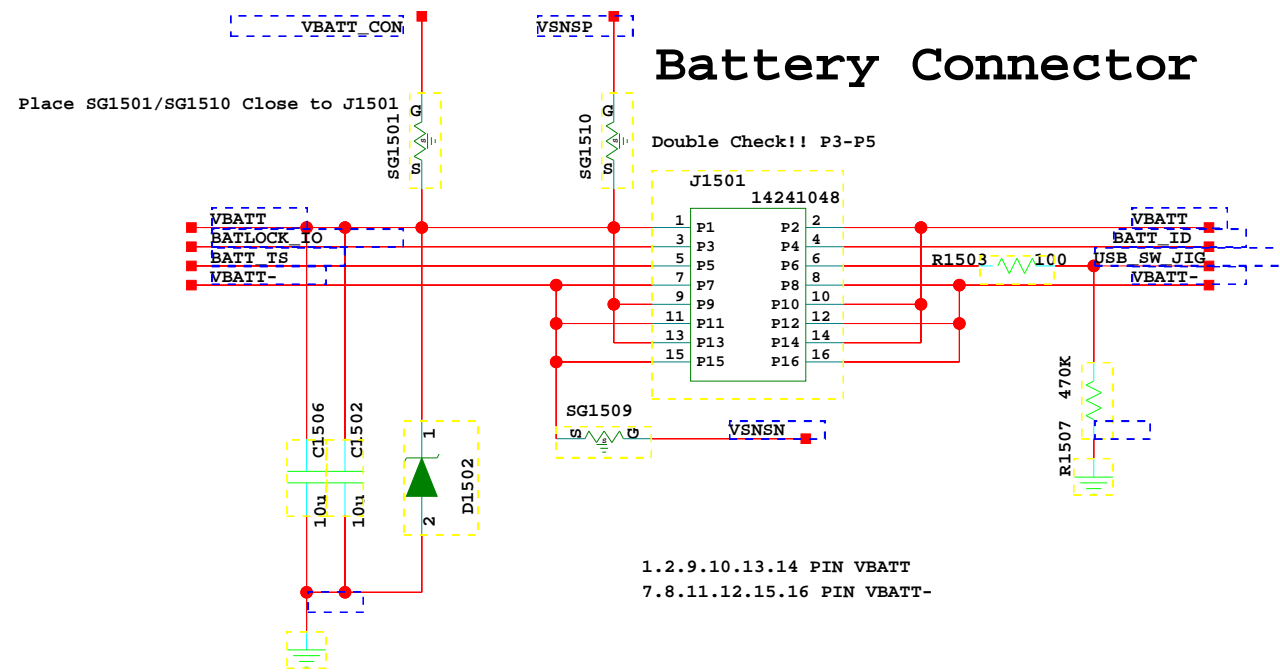 VBATT_CON
VSNSP
Battery Connector
Place SG1501/SG1510 Close to J1501
G
SG1501
S
G
SG1510
S
Double Check!! P3-P5
J1501
14241048
VBATT
BATLOCK_IO
BATT_TS
VBATT-
1 P1 P2 2
3 P3 P4 4
5 P5 P6 6
7 P7 P8 8
9 P9 P10 10
11 P11 P12 12
13 P13 P14 14
15 P15 P16 16
VBATT
BATT_ID
R1503 100 USB_SW_JIG
VBATT-
SG1509
S G
VSNSN
C1506
10u
C1502
10u
1
D1502
2
470K
R1507
1.2.9.10.13.14 PIN VBATT
7.8.11.12.15.16 PIN VBATT-